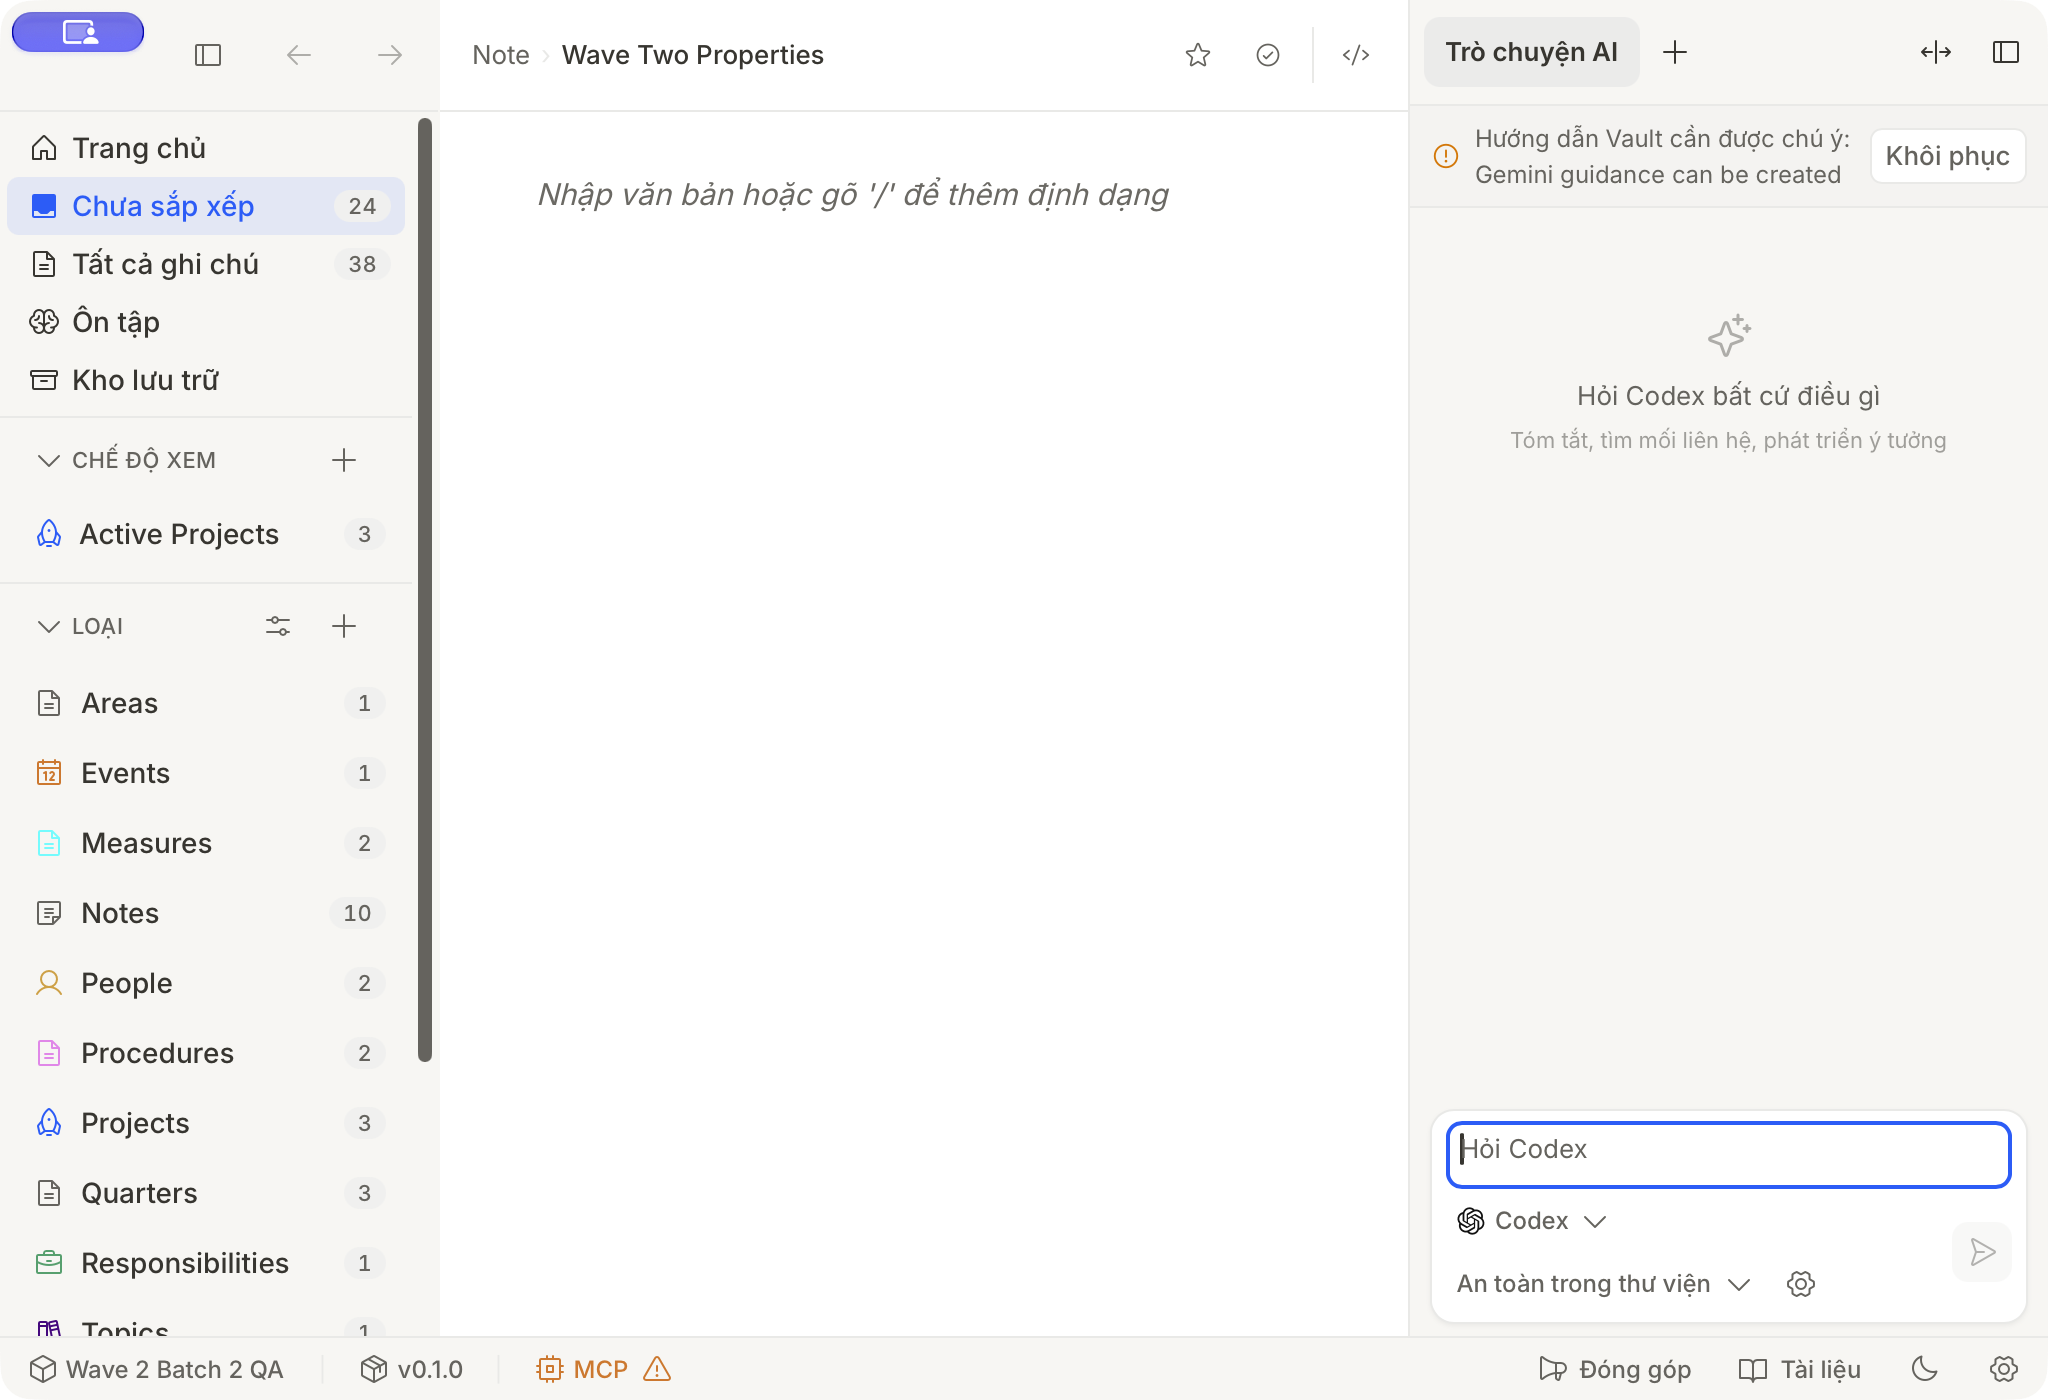 Note › Wave Two Properties
Trang chủ
Chưa sắp xếp 24
Tất cả ghi chú 38
Ôn tập
Kho lưu trữ
CHẾ ĐỘ XEM
Active Projects 3
LOẠI
Areas 1
Events 1
Measures 2
Notes 10
People 2
Procedures 2
Projects 3
Quarters 3
Responsibilities 1
Topics 1
Nhập văn bản hoặc gõ '/' để thêm định dạng
Trò chuyện AI
Hướng dẫn Vault cần được chú ý:
Gemini guidance can be created
Khôi phục
Hỏi Codex bất cứ điều gì
Tóm tắt, tìm mối liên hệ, phát triển ý tưởng
Hỏi Codex
Codex
An toàn trong thư viện
Wave 2 Batch 2 QA
v0.1.0
MCP
Đóng góp
Tài liệu